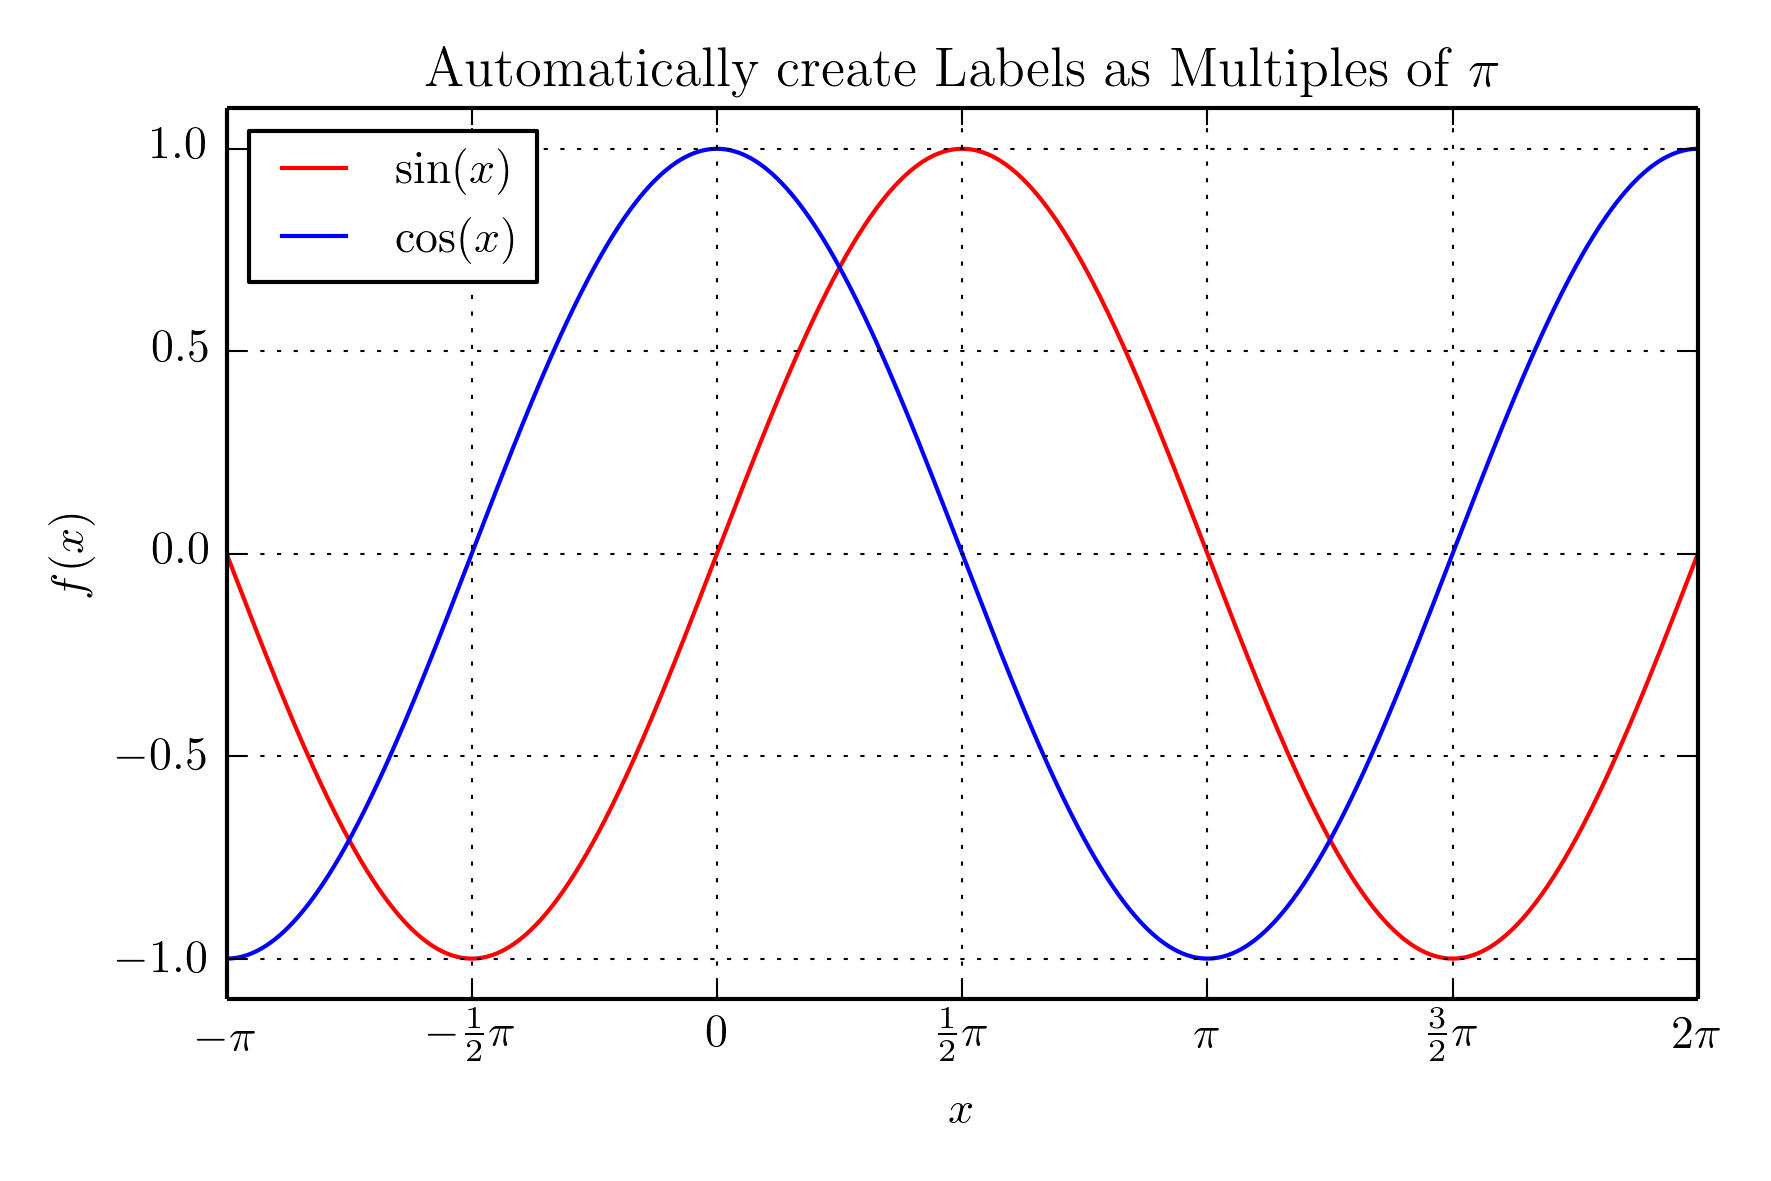 Automatically create Labels as Multiples of π
sin(x)
cos(x)
1.0
0.5
0.0
−0.5
−1.0
f(x)
−π −1/2π 0 1/2π π 3/2π 2π
x